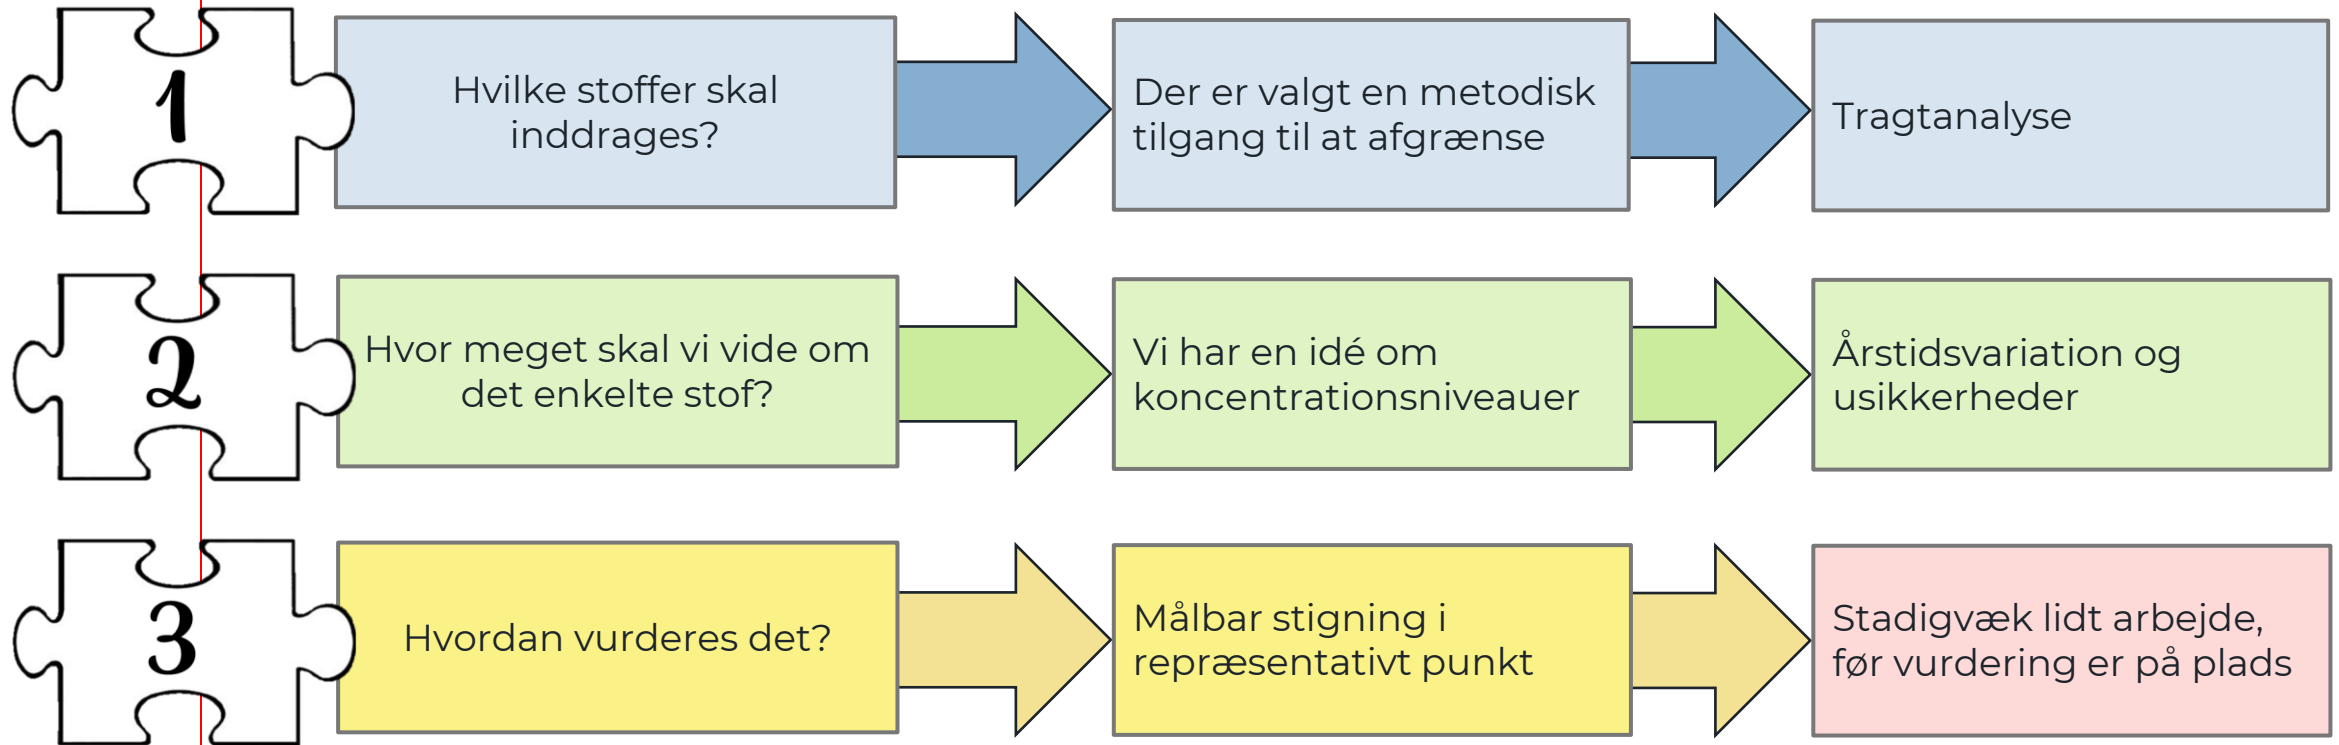 1
Hvilke stoffer skal
inddrages?
Der er valgt en metodisk
tilgang til at afgrænse
Tragtanalyse
2
Hvor meget skal vi vide om
det enkelte stof?
Vi har en idé om
koncentrationsniveauer
Årstidsvariation og
usikkerheder
3
Hvordan vurderes det?
Målbar stigning i
repræsentativt punkt
Stadigvæk lidt arbejde,
før vurdering er på plads